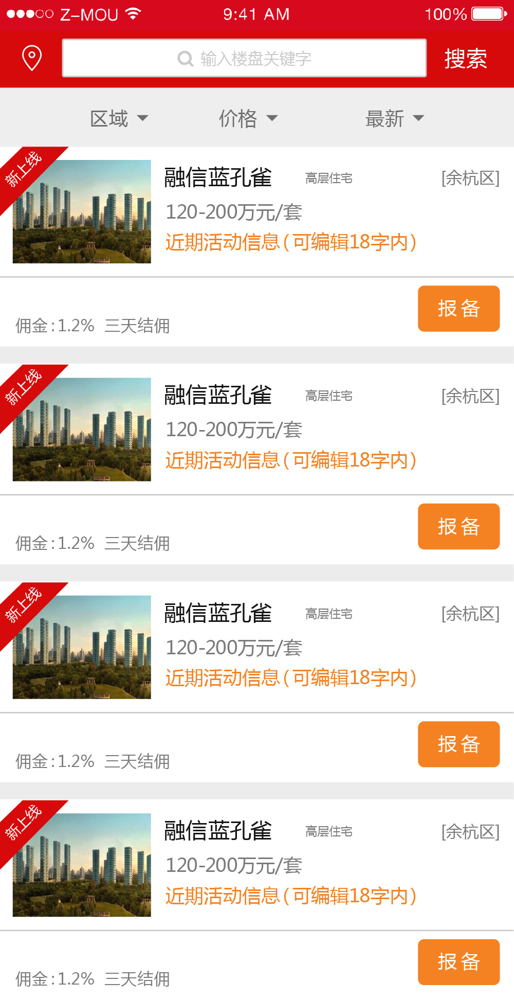 Z-MOU 9:41 AM 100%
输入楼盘关键字 搜索
区域 价格 最新
新上线
融信蓝孔雀 高层住宅 [余杭区]
120-200万元/套
近期活动信息(可编辑18字内)
报备
佣金:1.2% 三天结佣
新上线
融信蓝孔雀 高层住宅 [余杭区]
120-200万元/套
近期活动信息(可编辑18字内)
报备
佣金:1.2% 三天结佣
新上线
融信蓝孔雀 高层住宅 [余杭区]
120-200万元/套
近期活动信息(可编辑18字内)
报备
佣金:1.2% 三天结佣
新上线
融信蓝孔雀 高层住宅 [余杭区]
120-200万元/套
近期活动信息(可编辑18字内)
报备
佣金:1.2% 三天结佣